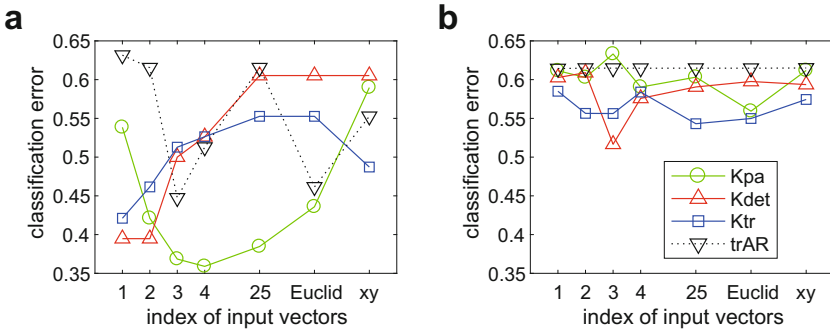 a
classification error
0.65
0.6
0.55
0.5
0.45
0.4
0.35
1 2 3 4 25 Euclid xy
index of input vectors
b
classification error
0.65
0.6
0.55
0.5
0.45
0.4
0.35
1 2 3 4 25 Euclid xy
index of input vectors
Kpa
Kdet
Ktr
trAR